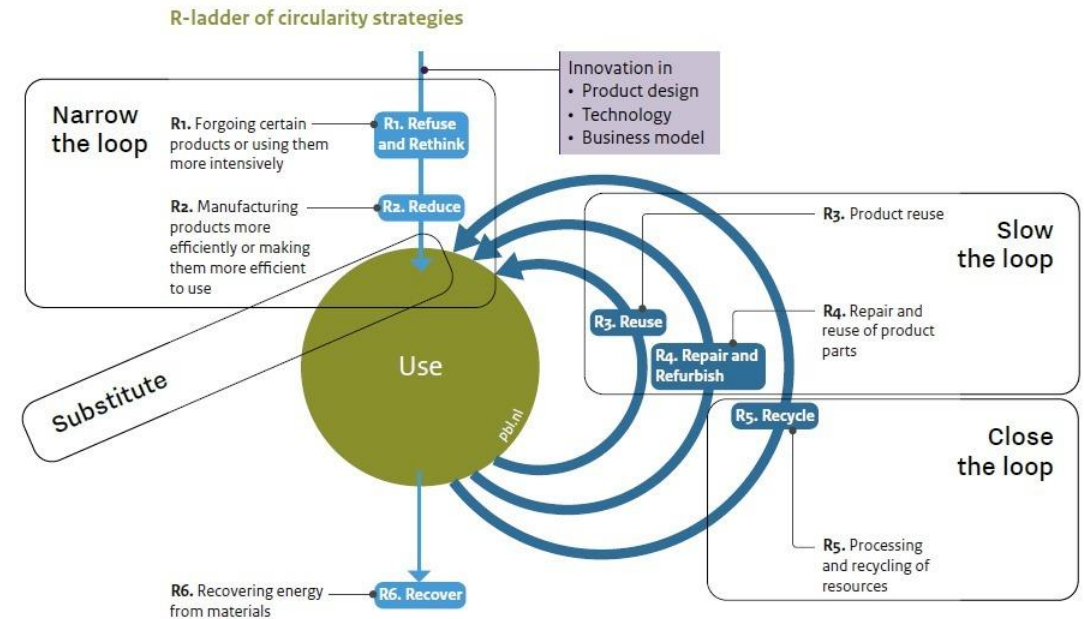 R-ladder of circularity strategies
Innovation in
• Product design
• Technology
• Business model
Narrow
the loop
R1. Forgoing certain
products or using them
more intensively
R1. Refuse
and Rethink
R2. Manufacturing
products more
efficiently or making
them more efficient
to use
R2. Reduce
Substitute
Use
pbl.nl
R3. Reuse
R3. Product reuse
Slow
the loop
R4. Repair and
Refurbish
R4. Repair and
reuse of product
parts
R5. Recycle
Close
the loop
R5. Processing
and recycling of
resources
R6. Recovering energy
from materials
R6. Recover